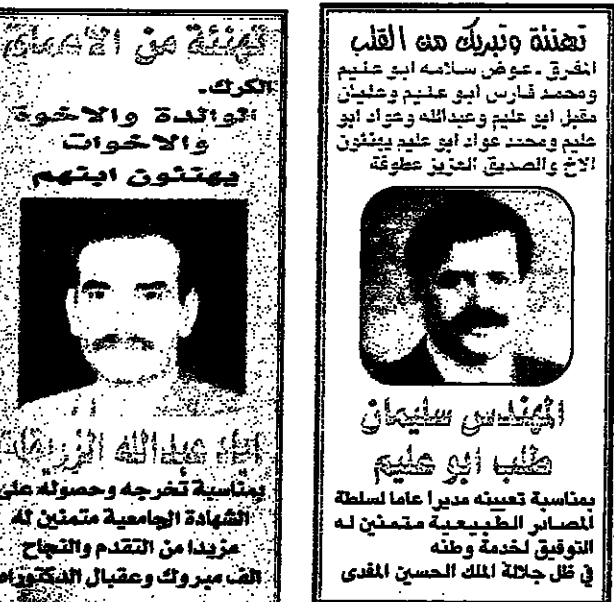 تهنئة وتبريك من القلب
المفرق ـ عوض سلامه ابو عليم
ومحمد فارس ابو عليم وعليان
مقبل ابو عليم وعبدالله وعواد ابو
عليم ومحمد عواد ابو عليم يهنئون
الاخ والصديق العزيز عطوفة
المهندس سليمان
طلب ابو عليم
بمناسبة تعيينه مديرا عاما لسلطة
المصادر الطبيعية متمنين له
التوفيق لخدمة وطنه
في ظل جلالة الملك الحسين المفدى
تهنئة من الاعماق
الكرك ـ
الوالدة والاخوة
والاخوات
يهنئون ابنهم
عبدالله
بمناسبة تخرجه وحصوله على
الشهادة الجامعية متمنين له
مزيدا من التقدم والنجاح
الف مبروك وعقبال الدكتوراه